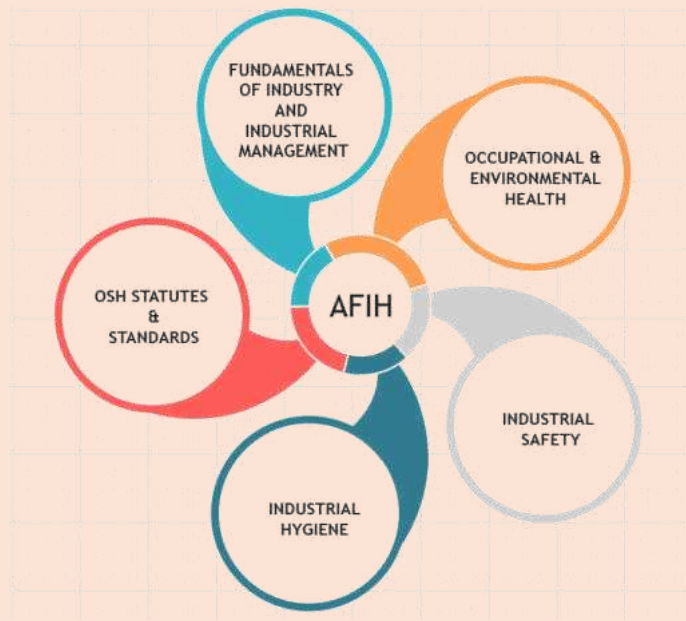 FUNDAMENTALS
OF INDUSTRY
AND
INDUSTRIAL
MANAGEMENT
OCCUPATIONAL &
ENVIRONMENTAL
HEALTH
OSH STATUTES
&
STANDARDS
AFIH
INDUSTRIAL
SAFETY
INDUSTRIAL
HYGIENE